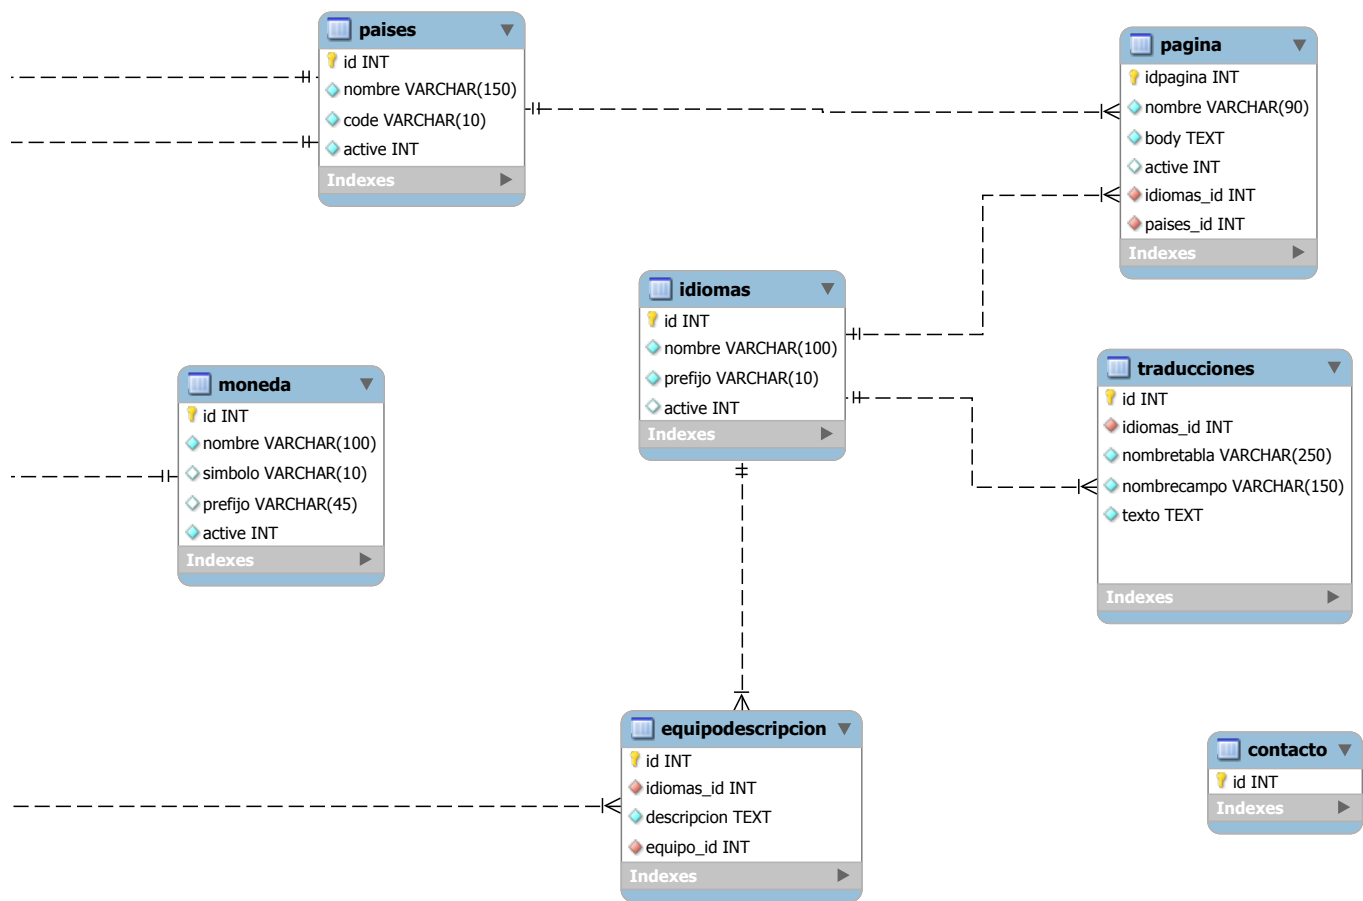 paises
id INT
nombre VARCHAR(150)
code VARCHAR(10)
active INT
Indexes
pagina
idpagina INT
nombre VARCHAR(90)
body TEXT
active INT
idiomas_id INT
paises_id INT
Indexes
idiomas
id INT
nombre VARCHAR(100)
prefijo VARCHAR(10)
active INT
Indexes
moneda
id INT
nombre VARCHAR(100)
simbolo VARCHAR(10)
prefijo VARCHAR(45)
active INT
Indexes
traducciones
id INT
idiomas_id INT
nombretabla VARCHAR(250)
nombrecampo VARCHAR(150)
texto TEXT
Indexes
equipodescripcion
id INT
idiomas_id INT
descripcion TEXT
equipo_id INT
Indexes
contacto
id INT
Indexes